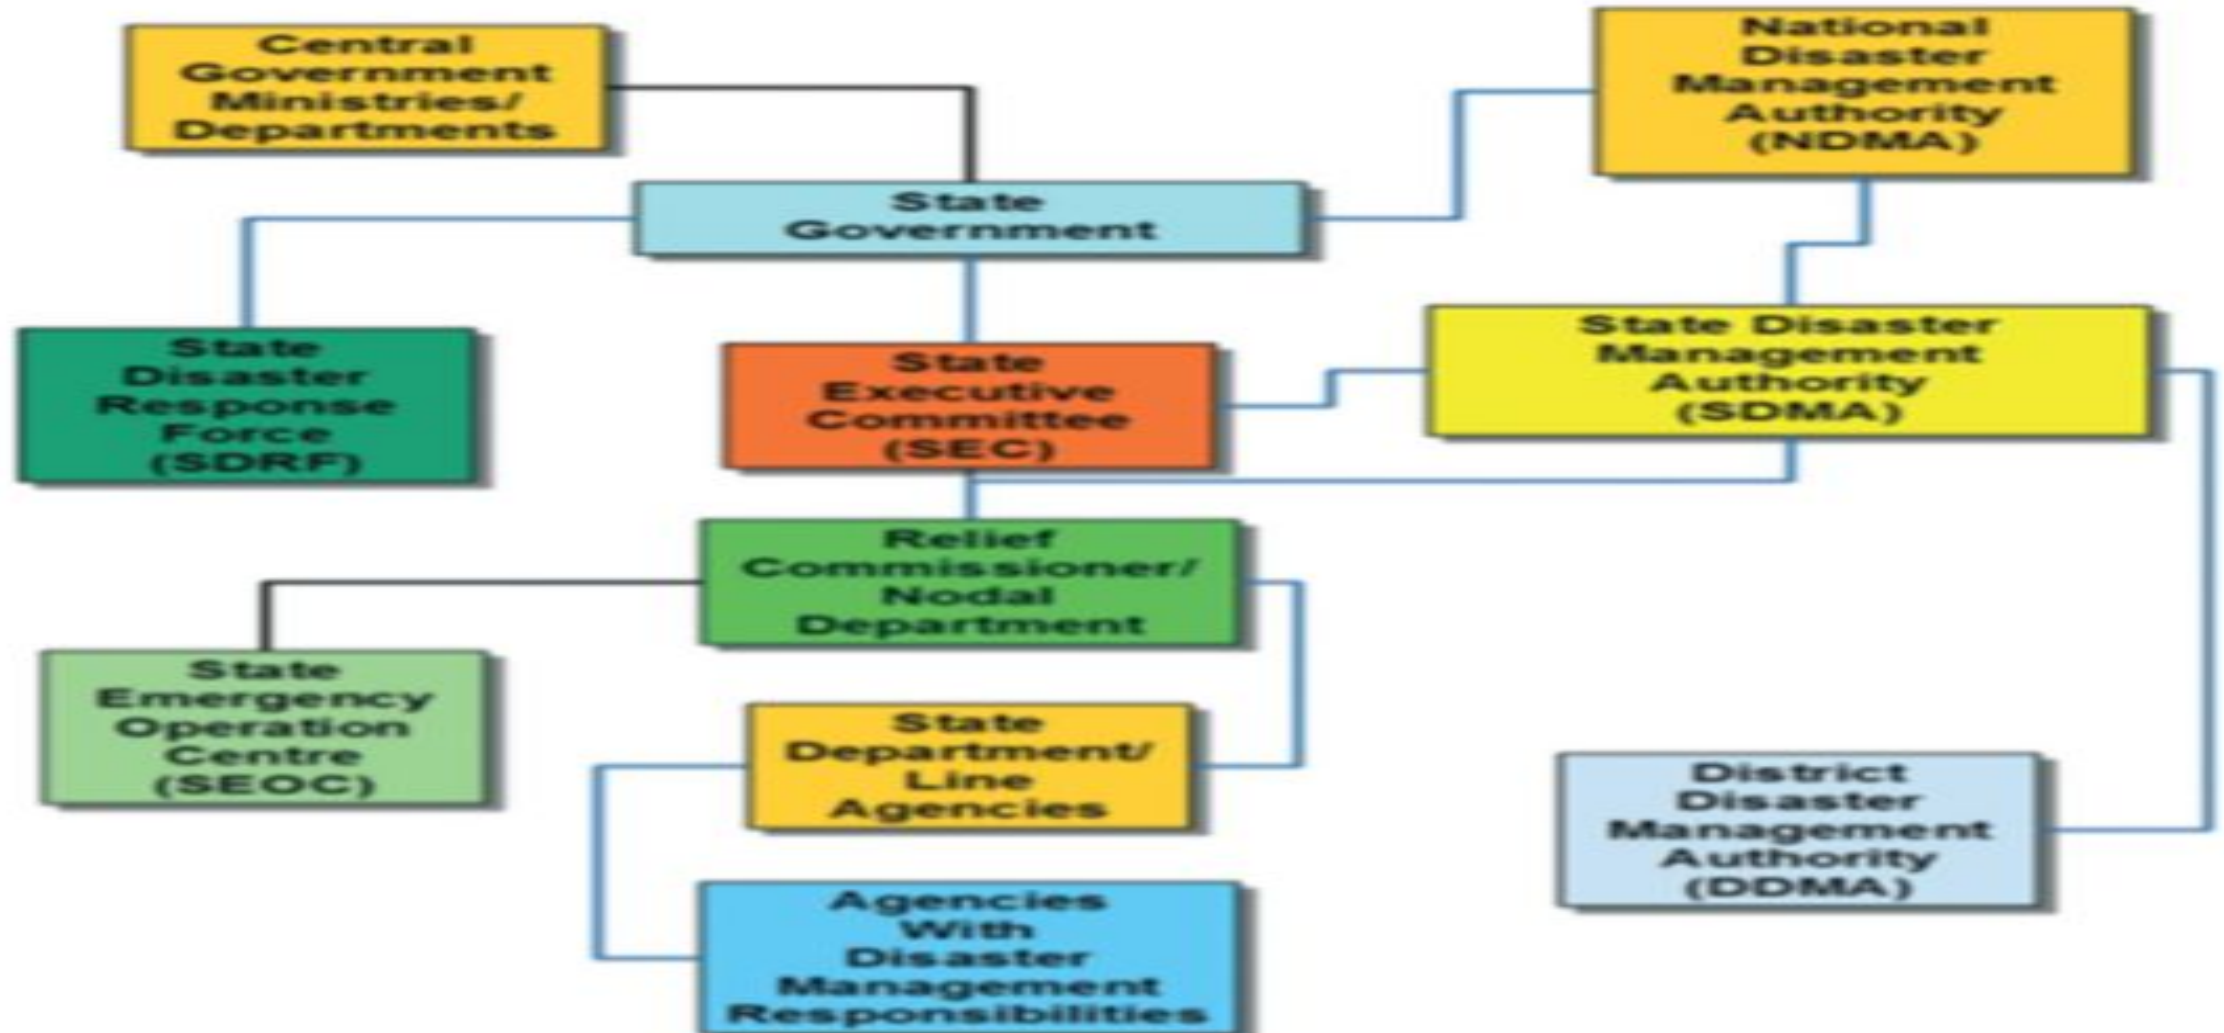 Central
Government
Ministries/
Departments
National
Disaster
Management
Authority
(NDMA)
State
Government
State
Disaster
Response
Force
(SDRF)
State
Executive
Committee
(SEC)
State Disaster
Management
Authority
(SDMA)
Relief
Commissioner/
Nodal
Department
State
Emergency
Operation
Centre
(SEOC)
State
Department/
Line
Agencies
District
Disaster
Management
Authority
(DDMA)
Agencies
With
Disaster
Management
Responsibilities